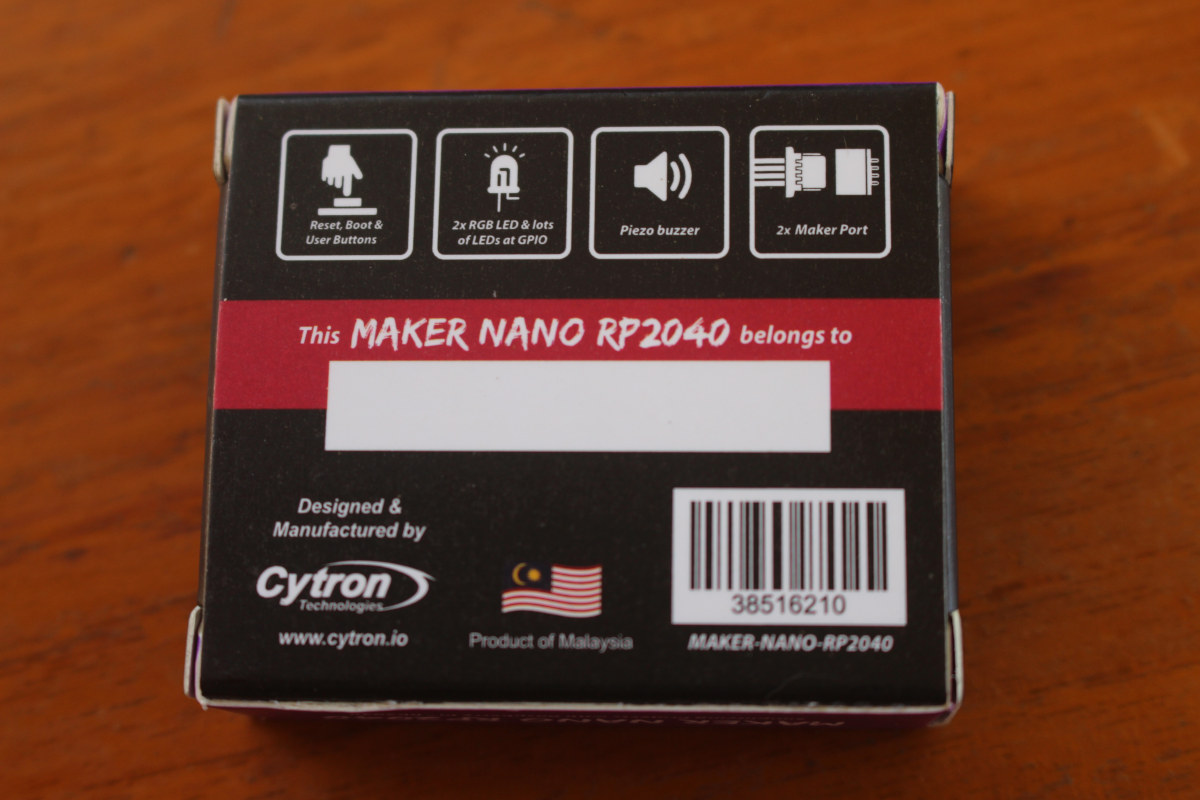 Reset, Boot &
User Buttons
2x RGB LED & lots
of LEDs at GPIO
Piezo buzzer
2x Maker Port
This MAKER NANO RP2040 belongs to
Designed &
Manufactured by
Cytron
Technologies
www.cytron.io
Product of Malaysia
38516210
MAKER-NANO-RP2040